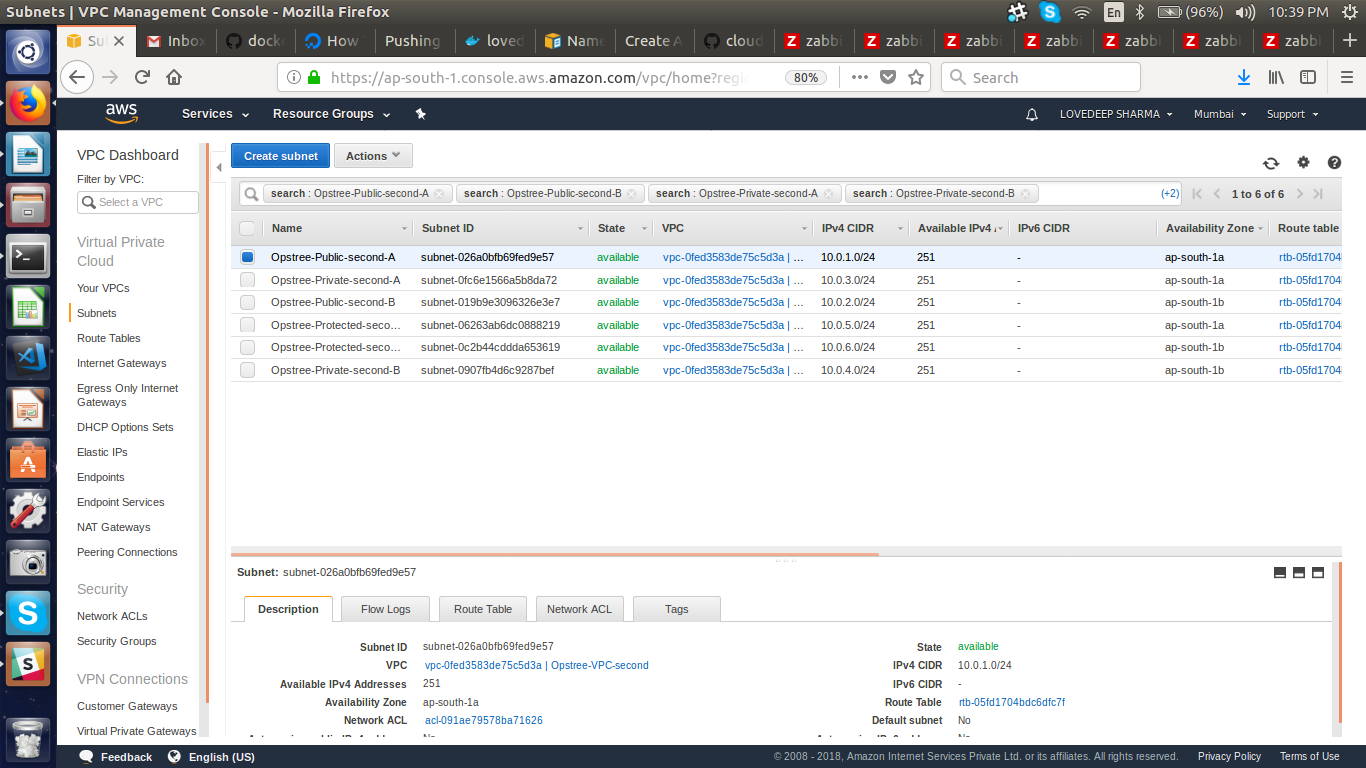 Subnets | VPC Management Console - Mozilla Firefox
En (96%) 10:39 PM
Su Inbox docke How Pushing loved Name Create A cloud zabbi zabbi zabbi zabbi zabbi zabbi zabbi
https://ap-south-1.console.aws.amazon.com/vpc/home?regi 80% Search
aws Services Resource Groups LOVEDEEP SHARMA Mumbai Support
VPC Dashboard
Filter by VPC:
Select a VPC
Virtual Private
Cloud
Your VPCs
Subnets
Route Tables
Internet Gateways
Egress Only Internet
Gateways
DHCP Options Sets
Elastic IPs
Endpoints
Endpoint Services
NAT Gateways
Peering Connections
Security
Network ACLs
Security Groups
VPN Connections
Customer Gateways
Virtual Private Gateways
Create subnet Actions
search : Opstree-Public-second-A search : Opstree-Public-second-B search : Opstree-Private-second-A search : Opstree-Private-second-B (+2) 1 to 6 of 6
Name Subnet ID State VPC IPv4 CIDR Available IPv4 IPv6 CIDR Availability Zone Route table
Opstree-Public-second-A subnet-026a0bfb69fed9e57 available vpc-0fed3583de75c5d3a | ... 10.0.1.0/24 251 - ap-south-1a rtb-05fd1704
Opstree-Private-second-A subnet-0fc6e1566a5b8da72 available vpc-0fed3583de75c5d3a | ... 10.0.3.0/24 251 - ap-south-1a rtb-05fd1704
Opstree-Public-second-B subnet-019b9e3096326e3e7 available vpc-0fed3583de75c5d3a | ... 10.0.2.0/24 251 - ap-south-1b rtb-05fd1704
Opstree-Protected-seco... subnet-06263ab6dc0888219 available vpc-0fed3583de75c5d3a | ... 10.0.5.0/24 251 - ap-south-1a rtb-05fd1704
Opstree-Protected-seco... subnet-0c2b44cddda653619 available vpc-0fed3583de75c5d3a | ... 10.0.6.0/24 251 - ap-south-1b rtb-05fd1704
Opstree-Private-second-B subnet-0907fb4d6c9287bef available vpc-0fed3583de75c5d3a | ... 10.0.4.0/24 251 - ap-south-1b rtb-05fd1704
Subnet: subnet-026a0bfb69fed9e57
Description Flow Logs Route Table Network ACL Tags
Subnet ID subnet-026a0bfb69fed9e57 State available
VPC vpc-0fed3583de75c5d3a | Opstree-VPC-second IPv4 CIDR 10.0.1.0/24
Available IPv4 Addresses 251 IPv6 CIDR -
Availability Zone ap-south-1a Route Table rtb-05fd1704bdc6dfc7f
Network ACL acl-091ae79578ba71626 Default subnet No
Feedback English (US) © 2008 - 2018, Amazon Internet Services Private Ltd. or its affiliates. All rights reserved. Privacy Policy Terms of Use